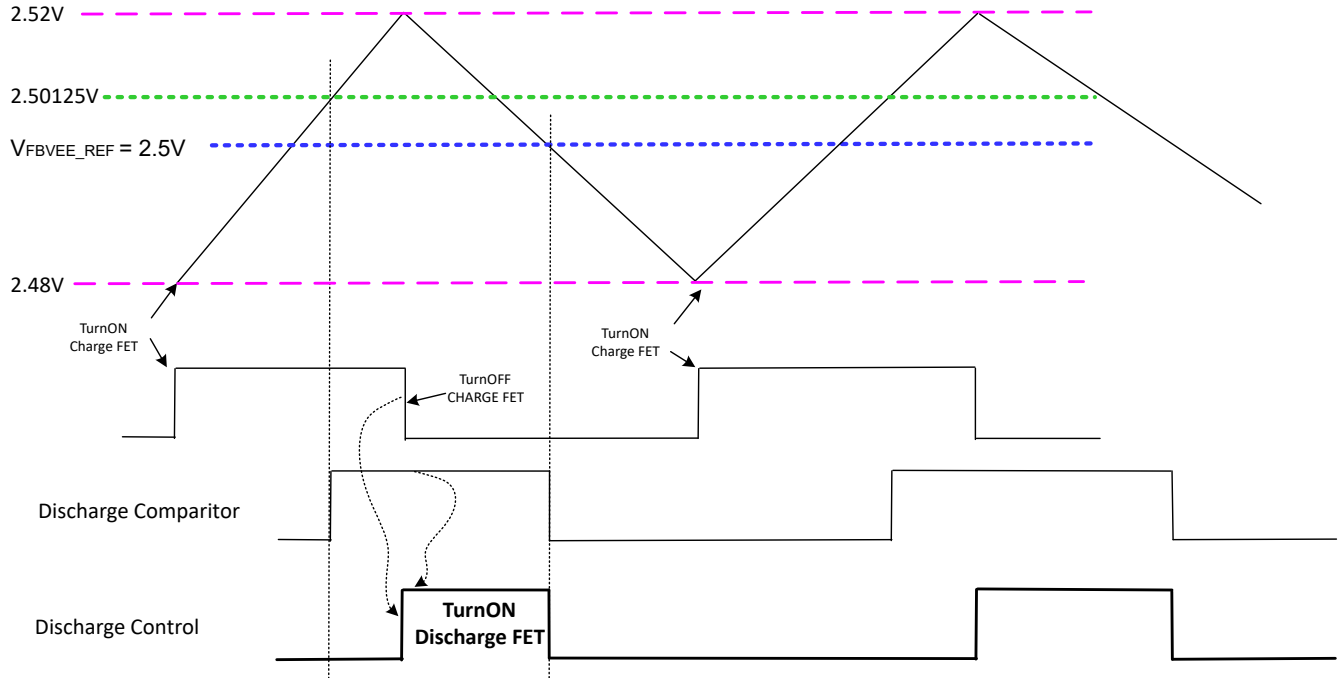 2.52V
2.50125V
VFBVEE_REF = 2.5V
2.48V
TurnON
Charge FET
TurnON
Charge FET
TurnOFF
CHARGE FET
Discharge Comparitor
Discharge Control
TurnON
Discharge FET